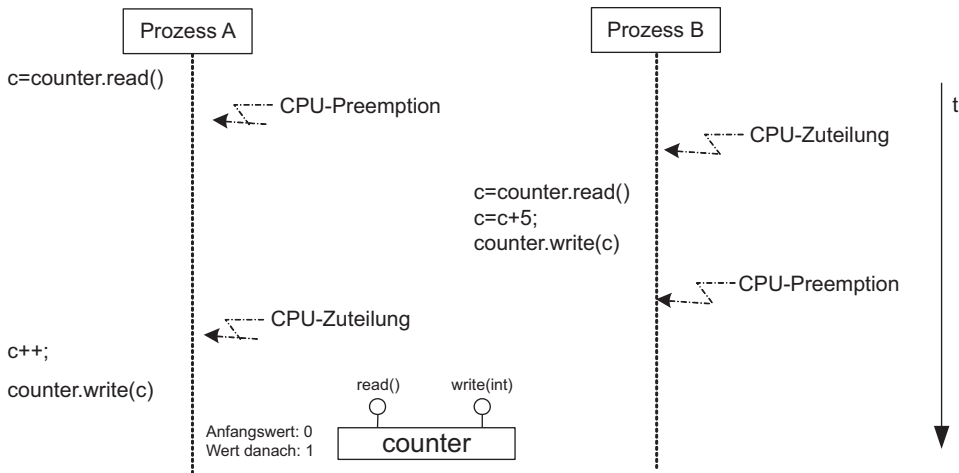 Prozess A
Prozess B
c=counter.read()
CPU-Preemption
t
CPU-Zuteilung
c=counter.read()
c=c+5;
counter.write(c)
CPU-Preemption
CPU-Zuteilung
c++;
counter.write(c)
read()
write(int)
Anfangswert: 0
Wert danach: 1
counter